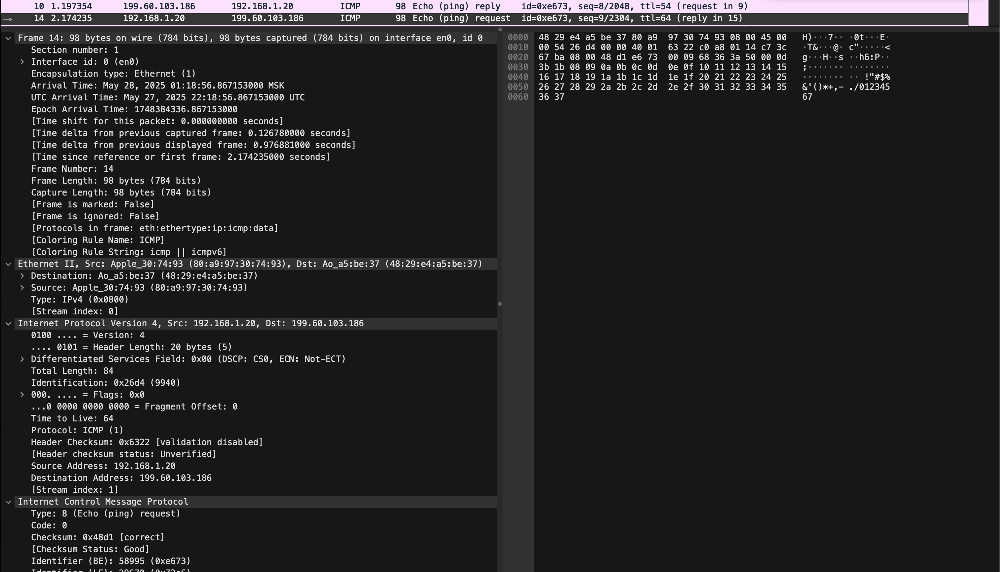 10 1.197354 199.60.103.186 192.168.1.20 ICMP 98 Echo (ping) reply id=0xe673, seq=8/2048, ttl=54 (request in 9)
14 2.174235 192.168.1.20 199.60.103.186 ICMP 98 Echo (ping) request id=0xe673, seq=9/2304, ttl=64 (reply in 15)
Frame 14: 98 bytes on wire (784 bits), 98 bytes captured (784 bits) on interface en0, id 0
Section number: 1
Interface id: 0 (en0)
Encapsulation type: Ethernet (1)
Arrival Time: May 28, 2025 01:18:56.867153000 MSK
UTC Arrival Time: May 27, 2025 22:18:56.867153000 UTC
Epoch Arrival Time: 1748384336.867153000
[Time shift for this packet: 0.000000000 seconds]
[Time delta from previous captured frame: 0.126780000 seconds]
[Time delta from previous displayed frame: 0.976881000 seconds]
[Time since reference or first frame: 2.174235000 seconds]
Frame Number: 14
Frame Length: 98 bytes (784 bits)
Capture Length: 98 bytes (784 bits)
[Frame is marked: False]
[Frame is ignored: False]
[Protocols in frame: eth:ethertype:ip:icmp:data]
[Coloring Rule Name: ICMP]
[Coloring Rule String: icmp || icmpv6]
Ethernet II, Src: Apple_30:74:93 (80:a9:97:30:74:93), Dst: Ao_a5:be:37 (48:29:e4:a5:be:37)
Destination: Ao_a5:be:37 (48:29:e4:a5:be:37)
Source: Apple_30:74:93 (80:a9:97:30:74:93)
Type: IPv4 (0x0800)
[Stream index: 0]
Internet Protocol Version 4, Src: 192.168.1.20, Dst: 199.60.103.186
0100 .... = Version: 4
.... 0101 = Header Length: 20 bytes (5)
Differentiated Services Field: 0x00 (DSCP: CS0, ECN: Not-ECT)
Total Length: 84
Identification: 0x26d4 (9940)
000. .... = Flags: 0x0
...0 0000 0000 0000 = Fragment Offset: 0
Time to Live: 64
Protocol: ICMP (1)
Header Checksum: 0x6322 [validation disabled]
[Header checksum status: Unverified]
Source Address: 192.168.1.20
Destination Address: 199.60.103.186
[Stream index: 1]
Internet Control Message Protocol
Type: 8 (Echo (ping) request)
Code: 0
Checksum: 0x48d1 [correct]
[Checksum Status: Good]
Identifier (BE): 58995 (0xe673)
0000 48 29 e4 a5 be 37 80 a9 97 30 74 93 08 00 45 00 H)···7·· ·0t···E·
0010 00 54 26 d4 00 00 40 01 63 22 c0 a8 01 14 c7 3c ·T&···@· c"·····<
0020 67 ba 08 00 48 d1 e6 73 00 09 68 36 3a 50 00 0d g···H··s ··h6:P··
0030 3b 1b 08 09 0a 0b 0c 0d 0e 0f 10 11 12 13 14 15 ;······· ········
0040 16 17 18 19 1a 1b 1c 1d 1e 1f 20 21 22 23 24 25 ········ ·· !"#$%
0050 26 27 28 29 2a 2b 2c 2d 2e 2f 30 31 32 33 34 35 &'()*+,- ./012345
0060 36 37 67